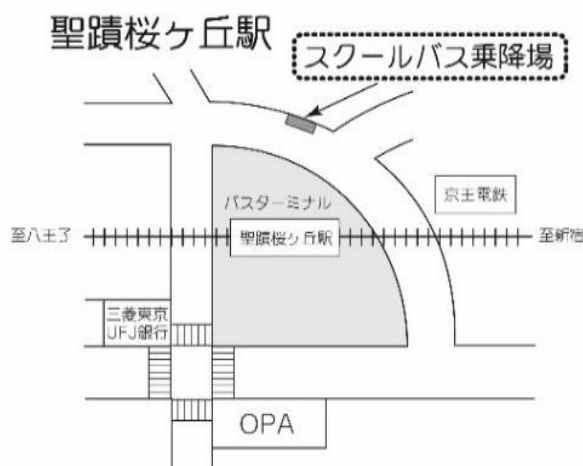 聖蹟桜ヶ丘駅
スクールバス乗降場
バスターミナル
京王電鉄
至八王子
聖蹟桜ヶ丘駅
至新宿
三菱東京
UFJ銀行
OPA